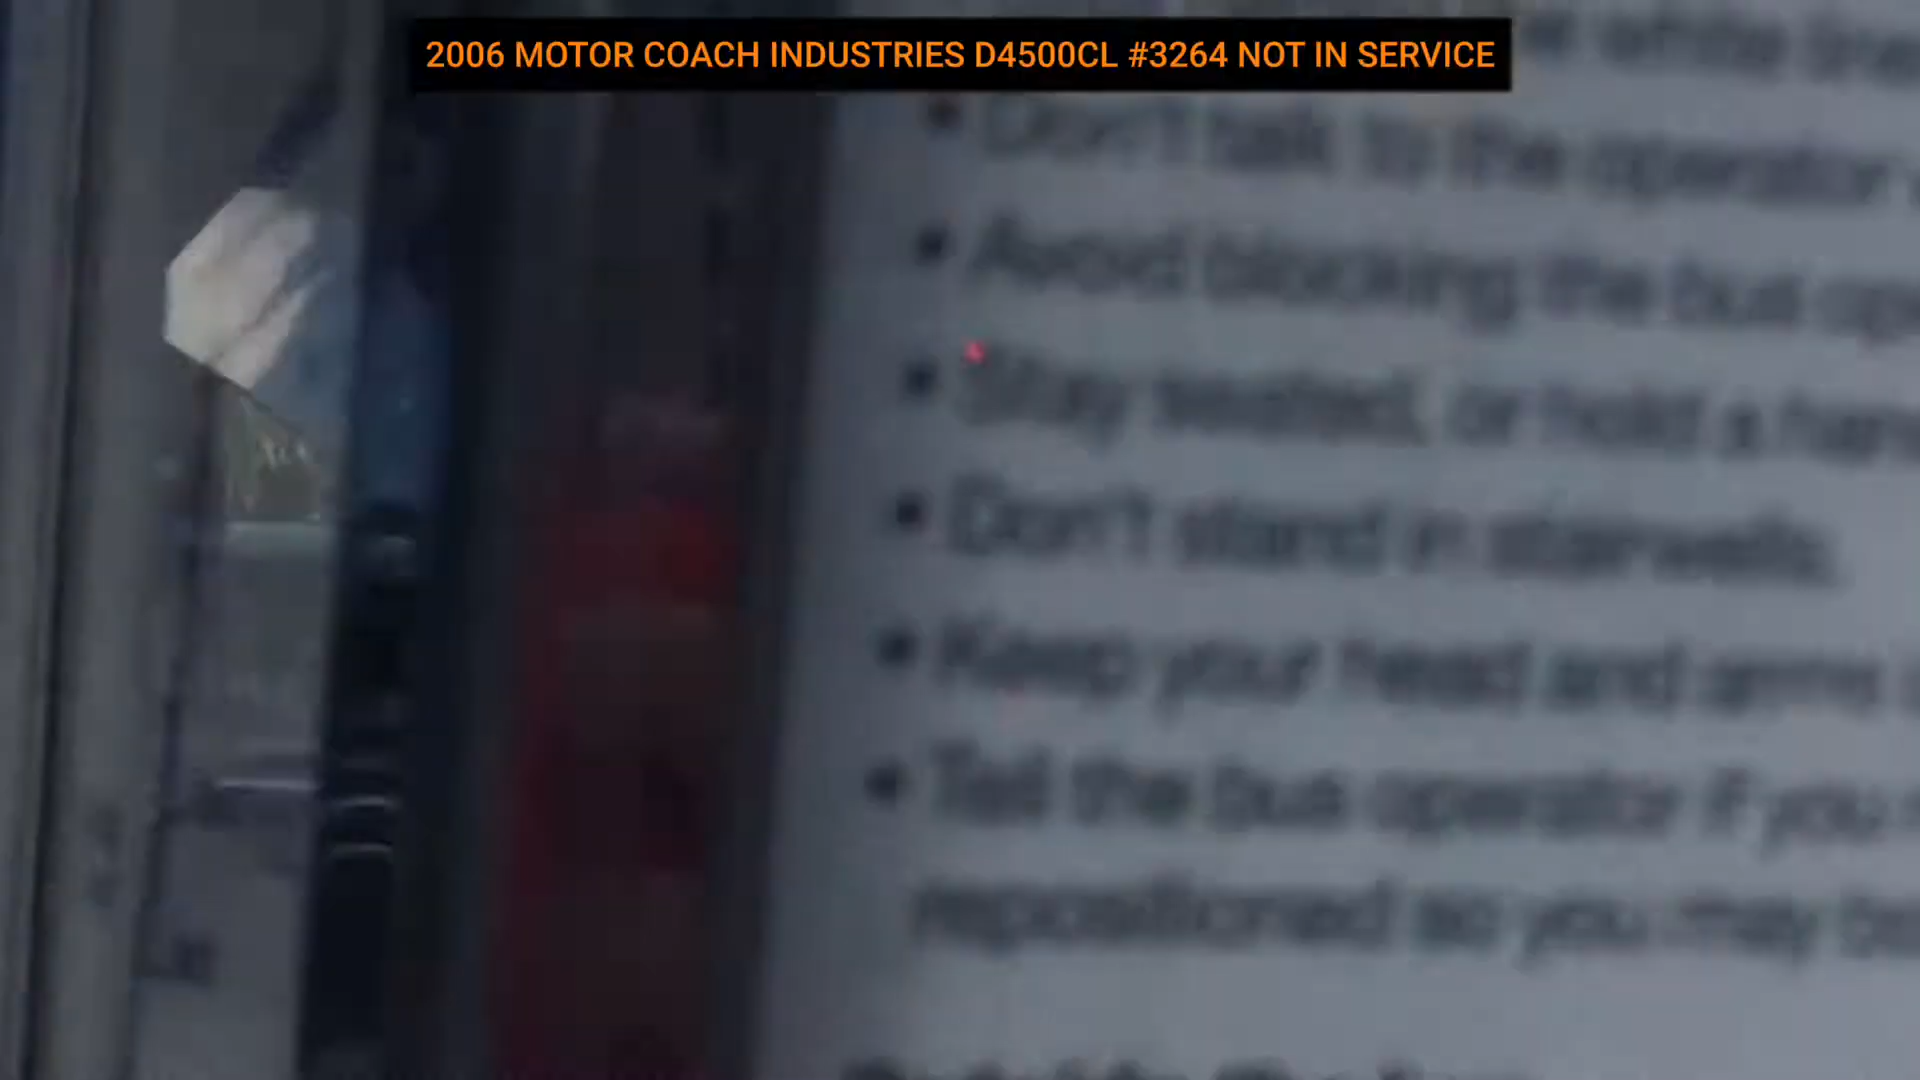 2006 MOTOR COACH INDUSTRIES D4500CL #3264 NOT IN SERVICE
white line
• Don't talk to the operator
• Avoid blocking the bus
• Stay seated, or hold a
• Don't stand in stairwells.
• Keep your head and arms
• Tell the bus operator if you
repositioned so you may